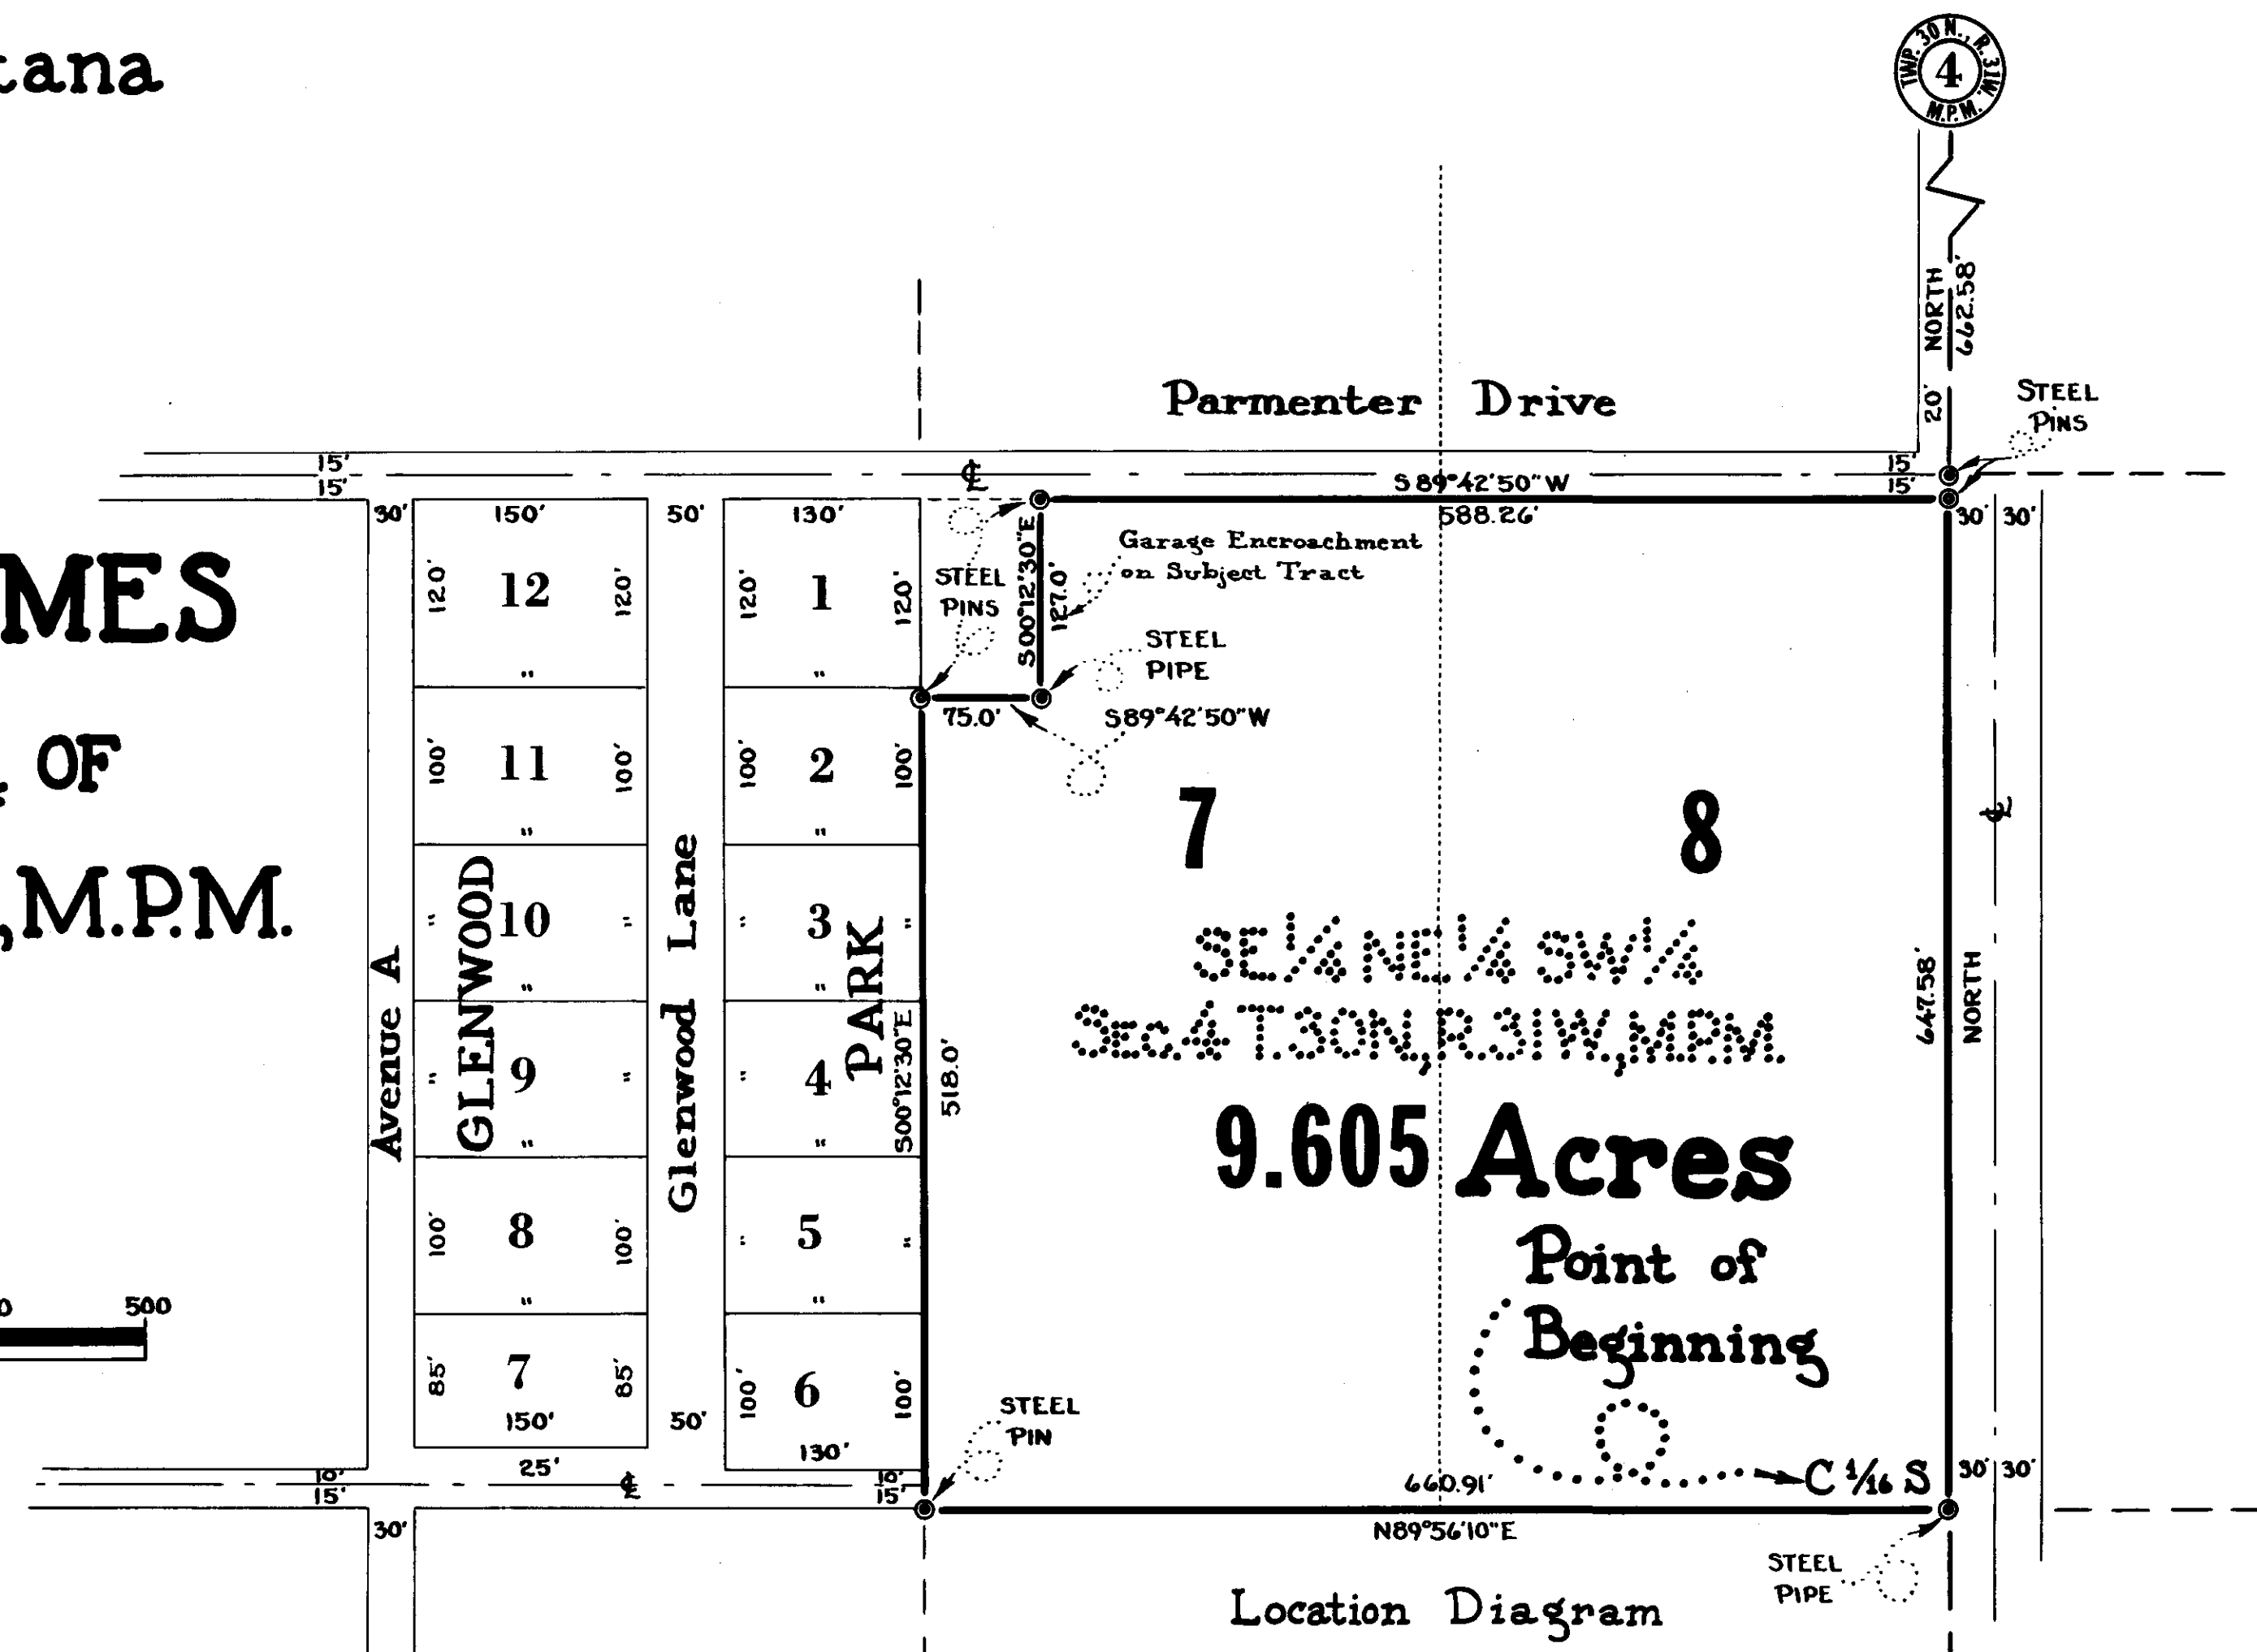 tana
TWP. 30 N., R. 31W.
4
M.P.M.
NORTH
662.58'
20'
STEEL
PINS
Parmenter Drive
15'
15'
℄
15'
15'
S 89°42'50" W
588.26'
30'
150'
50'
130'
30' 30'
MES
OF
,M.P.M.
500
120'
12
120'
"
120'
1
120'
"
STEEL
PINS
S00°12'30"E
127.0'
Garage Encroachment
on Subject Tract
STEEL
PIPE
75.0'
S89°42'50"W
100'
11
100'
"
100'
2
100'
"
"
10
"
"
"
3
"
"
"
9
"
"
"
4
"
S00°12'30"E
518.0'
100'
8
100'
"
"
5
"
"
85'
7
85'
150'
50'
100'
6
100'
130'
Avenue A
GLENWOOD
Glenwood Lane
PARK
7
8
℄
SE¼ NE¼ SW¼
Sec.4 T.30N.,R.31W.,M.P.M.
647.58'
NORTH
9.605 Acres
Point of
Beginning
C 1/16 S
30' 30'
STEEL
PIN
10'
15'
25'
℄
10'
15'
660.91'
N89°56'10"E
30'
STEEL
PIPE
Location Diagram